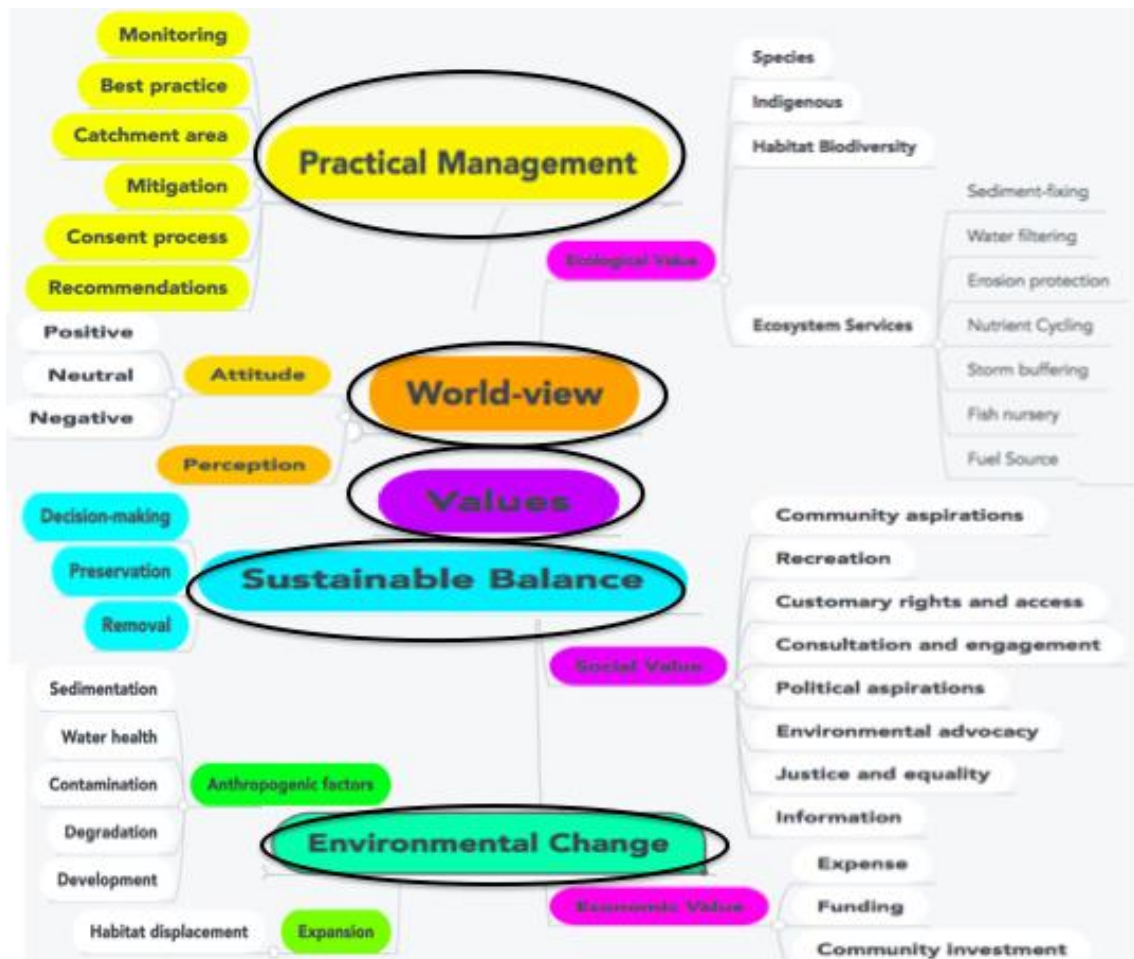 Monitoring
Best practice
Catchment area
Mitigation
Consent process
Recommendations
Practical Management
Species
Indigenous
Habitat Biodiversity
Ecological Value
Ecosystem Services
Sediment-fixing
Water filtering
Erosion protection
Nutrient Cycling
Storm buffering
Fish nursery
Fuel Source
Positive
Neutral
Negative
Attitude
Perception
World-view
Values
Decision-making
Preservation
Removal
Sustainable Balance
Social Value
Community aspirations
Recreation
Customary rights and access
Consultation and engagement
Political aspirations
Environmental advocacy
Justice and equality
Information
Sedimentation
Water health
Contamination
Degradation
Development
Anthropogenic factors
Environmental Change
Habitat displacement
Expansion
Economic Value
Expense
Funding
Community investment